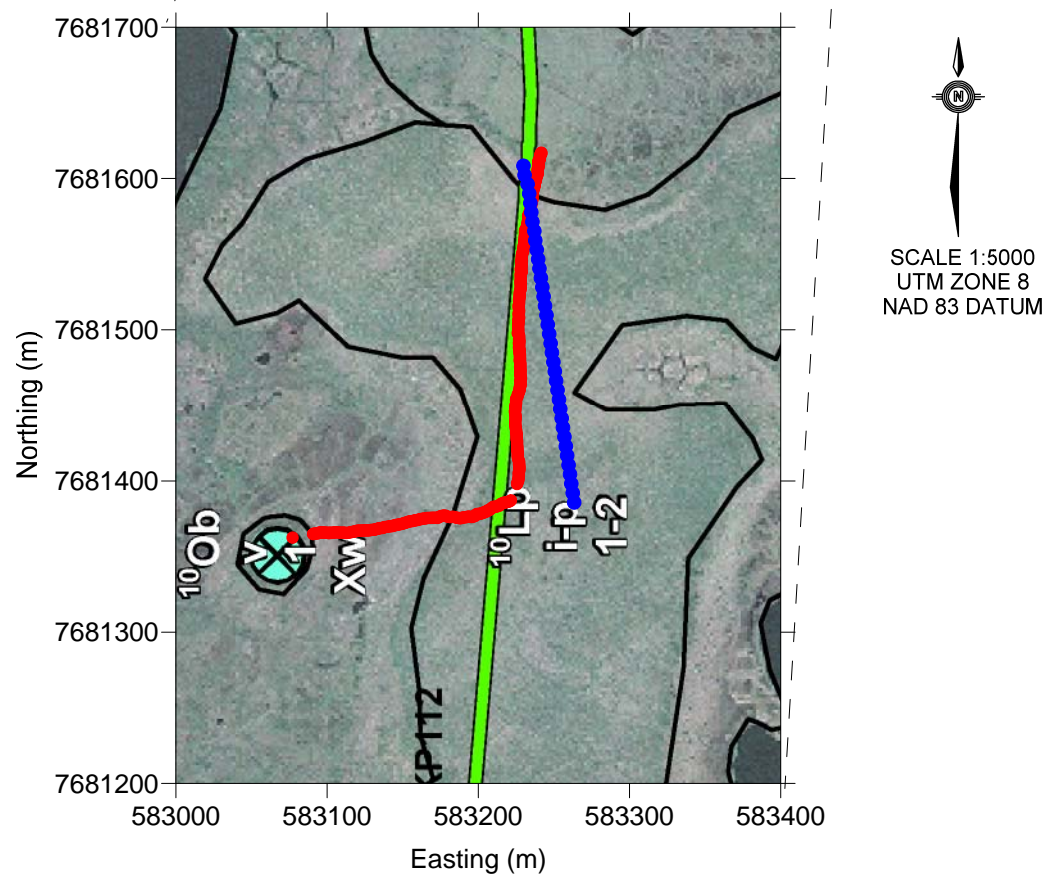 7681700
7681600
7681500
7681400
7681300
7681200
583000
583100
583200
583300
583400
Northing (m)
Easting (m)
N
SCALE 1:5000
UTM ZONE 8
NAD 83 DATUM
10Ob
v
1
Xw
10Lp
i-p
1-2
KP112